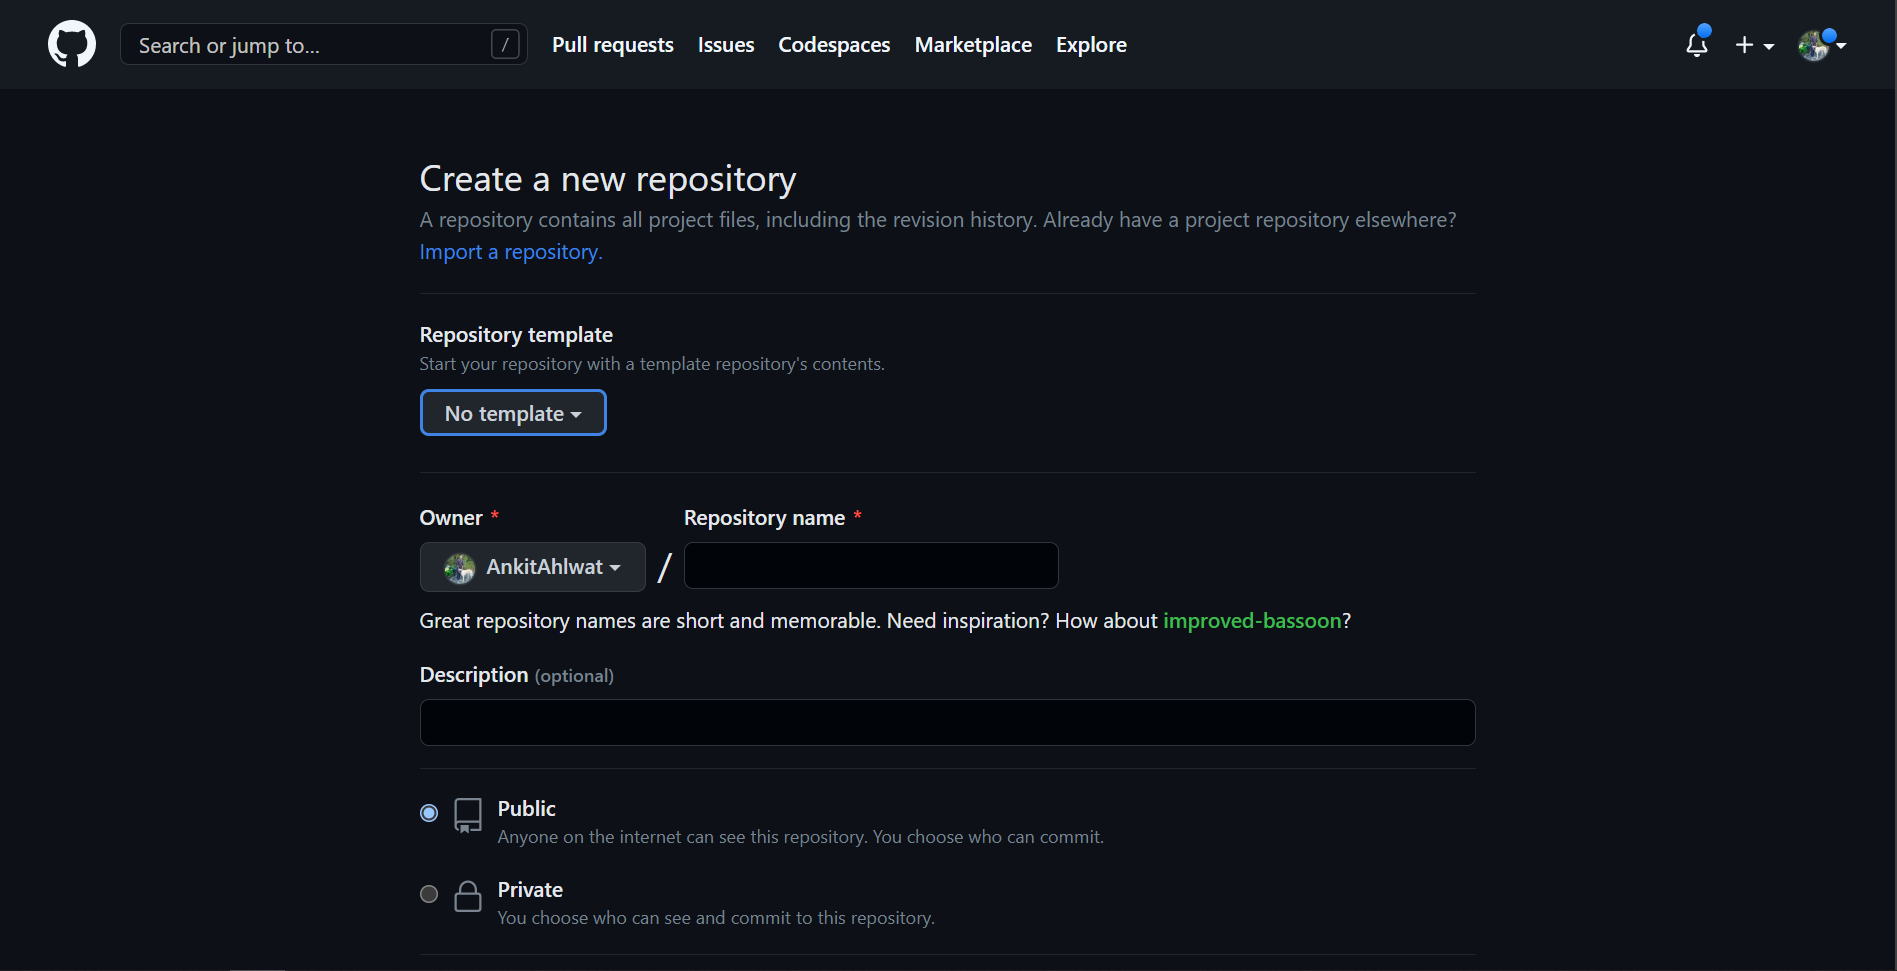 Search or jump to... /
Pull requests Issues Codespaces Marketplace Explore
Create a new repository
A repository contains all project files, including the revision history. Already have a project repository elsewhere?
Import a repository.
Repository template
Start your repository with a template repository's contents.
No template
Owner * Repository name *
AnkitAhlwat /
Great repository names are short and memorable. Need inspiration? How about improved-bassoon?
Description (optional)
Public
Anyone on the internet can see this repository. You choose who can commit.
Private
You choose who can see and commit to this repository.